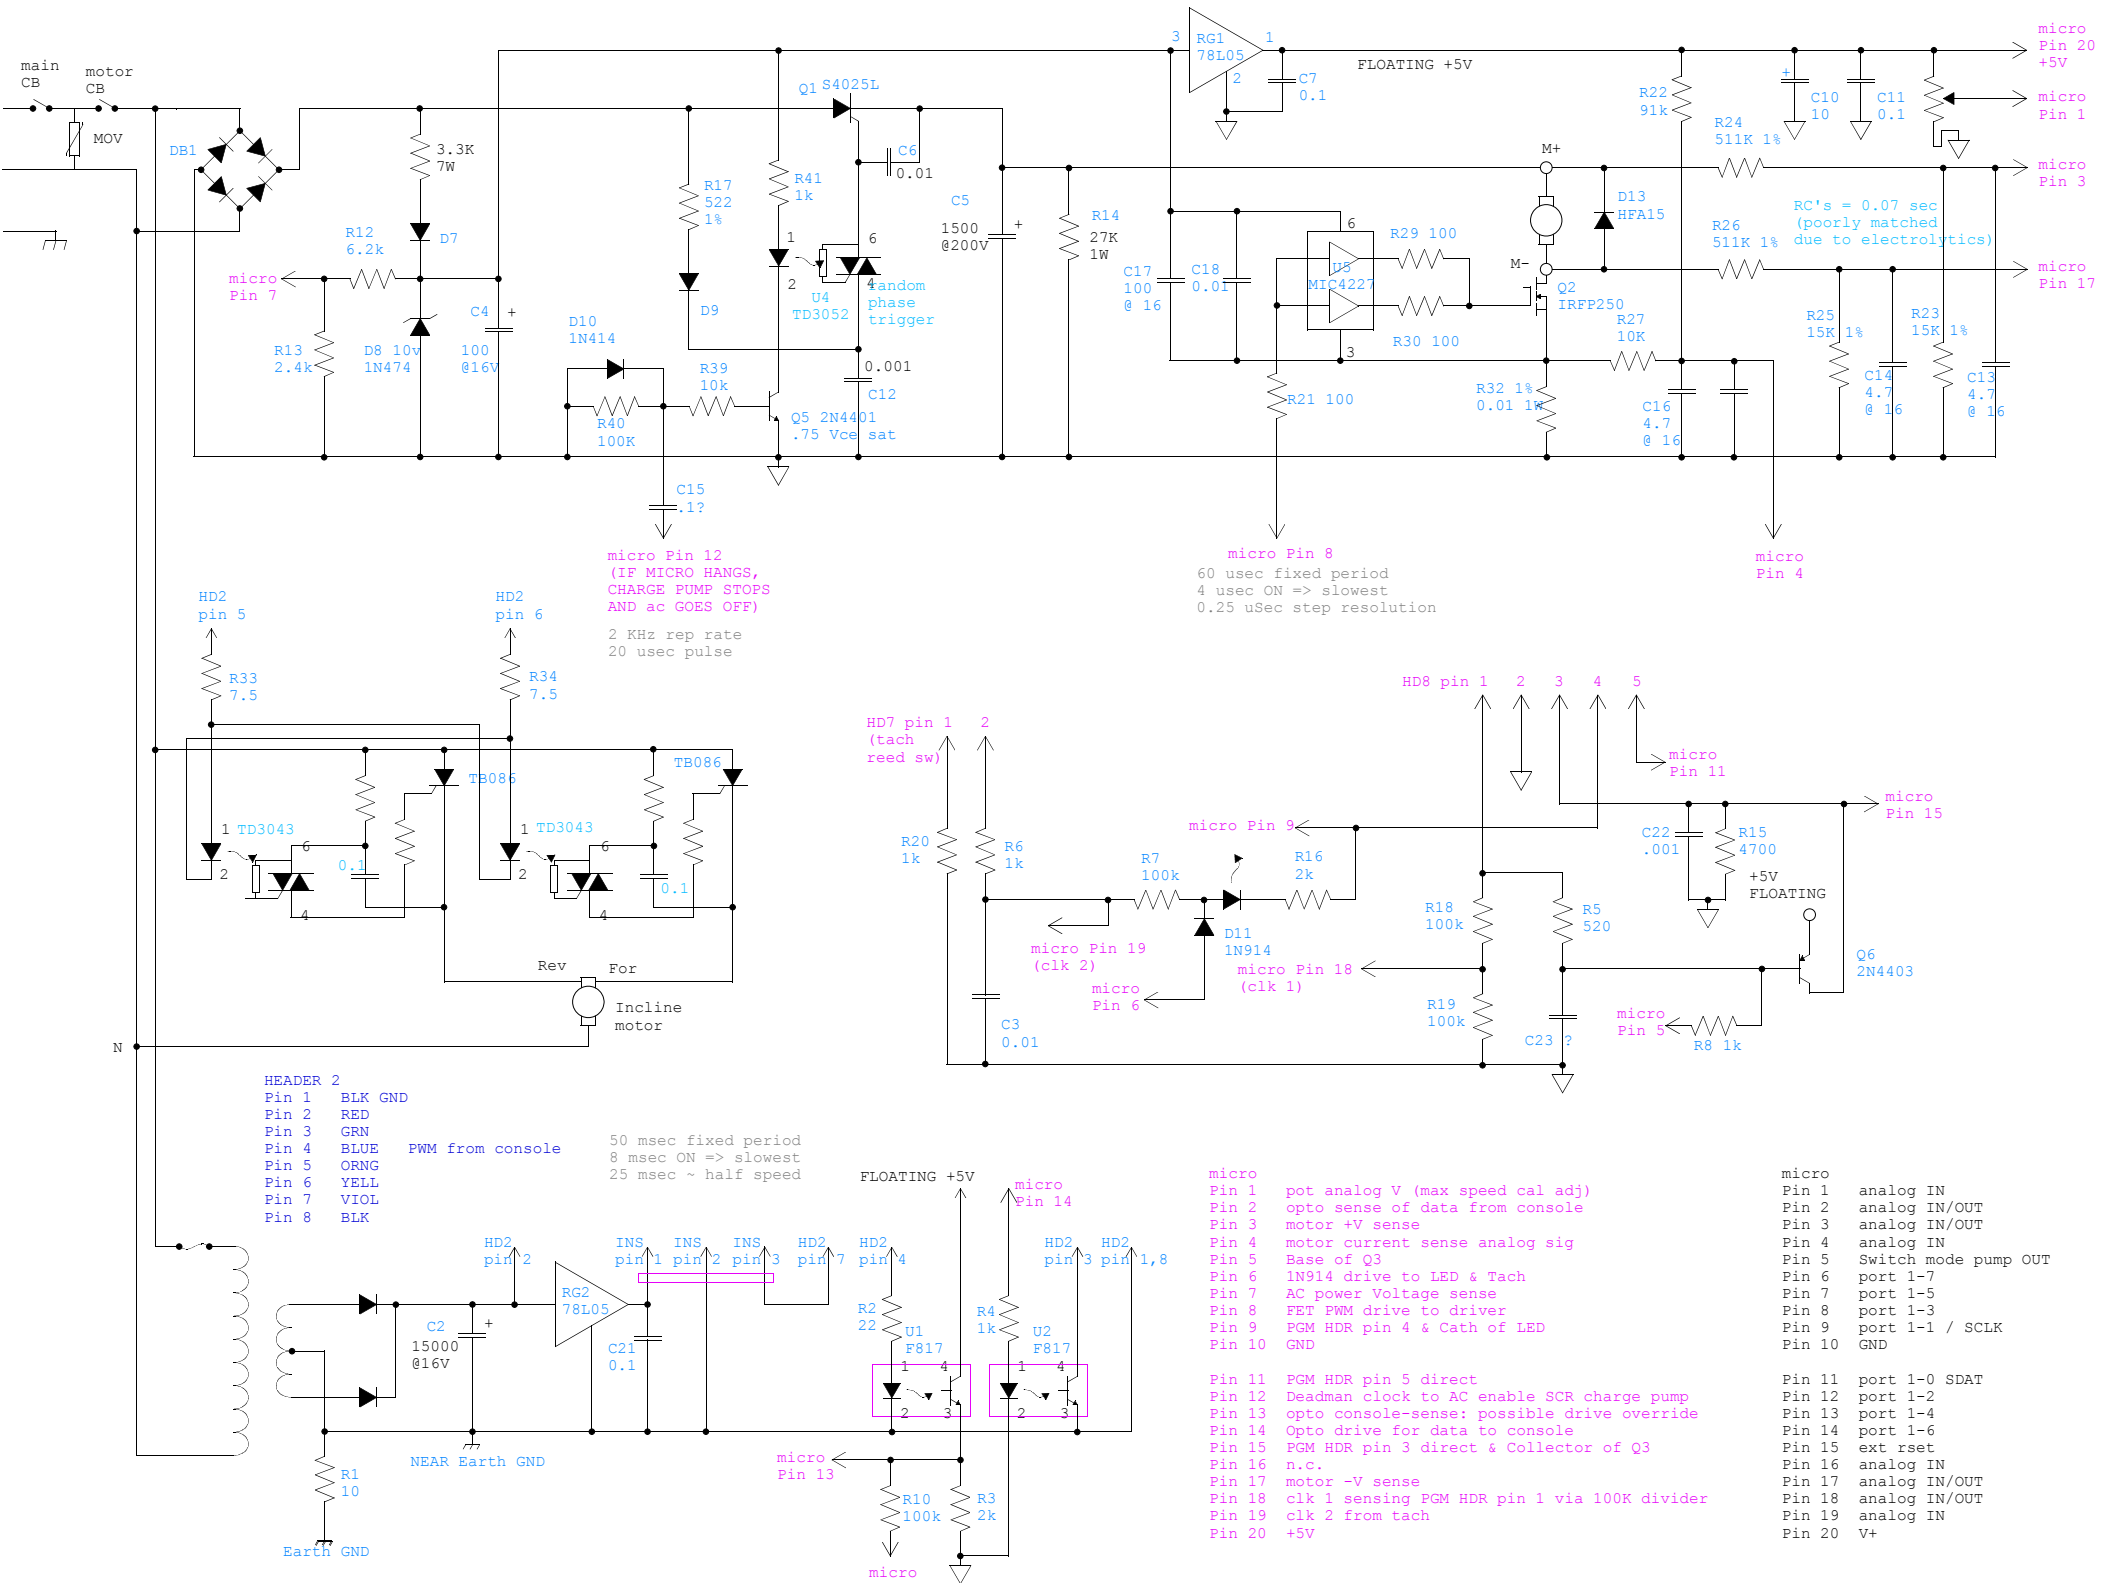 main
CB
motor
CB
MOV
DB1
3.3K
7W
R12
6.2k
D7
micro
Pin 7
R13
2.4k
D8 10v
1N474
C4
+
100
@16V
D10
1N414
R40
100K
R39
10k
R17
522
1%
D9
Q1 S4025L
R41
1k
1
2
U4
TD3052
6
4
random
phase
trigger
C6
0.01
0.001
C12
Q5 2N4401
.75 Vce sat
C15
.1?
micro Pin 12
(IF MICRO HANGS,
CHARGE PUMP STOPS
AND ac GOES OFF)
2 KHz rep rate
20 usec pulse
C5
1500
@200V
+
R14
27K
1W
3
RG1
78L05
1
2
C7
0.1
FLOATING +5V
C17
100
@ 16
C18
0.01
6
U5
MIC4227
3
R29 100
R30 100
R21 100
micro Pin 8
60 usec fixed period
4 usec ON => slowest
0.25 uSec step resolution
M+
M-
Q2
IRFP250
D13
HFA15
R22
91k
R24
511K 1%
R26
511K 1%
R27
10K
R32 1%
0.01 1W
C16
4.7
@ 16
micro
Pin 4
+
C10
10
C11
0.1
micro
Pin 20
+5V
micro
Pin 1
micro
Pin 3
RC's = 0.07 sec
(poorly matched
due to electrolytics)
micro
Pin 17
R25
15K 1%
R23
15K 1%
C14
4.7
@ 16
C13
4.7
@ 16
HD2
pin 5
HD2
pin 6
R33
7.5
R34
7.5
1
TD3043
2
6
4
0.1
TB086
1
TD3043
2
6
4
0.1
TB086
Rev
For
Incline
motor
N
HD7 pin 1 2
(tach
reed sw)
R20
1k
R6
1k
C3
0.01
micro Pin 9
R7
100k
R16
2k
D11
1N914
micro Pin 19
(clk 2)
micro
Pin 6
HD8 pin 1 2 3 4 5
micro
Pin 11
micro
Pin 15
C22
.001
R15
4700
+5V
FLOATING
R18
100k
R5
520
micro Pin 18
(clk 1)
R19
100k
C23 ?
micro
Pin 5
R8 1k
Q6
2N4403
HEADER 2
Pin 1 BLK GND
Pin 2 RED
Pin 3 GRN
Pin 4 BLUE PWM from console
Pin 5 ORNG
Pin 6 YELL
Pin 7 VIOL
Pin 8 BLK
50 msec fixed period
8 msec ON => slowest
25 msec ~ half speed
HD2
pin 2
INS
pin 1
INS
pin 2
INS
pin 3
HD2
pin 7
HD2
pin 4
FLOATING +5V
micro
Pin 14
HD2
pin 3
HD2
pin 1,8
C2
15000
@16V
+
RG2
78L05
C21
0.1
R2
22
U1
F817
1
4
2
3
R4
1k
U2
F817
1
4
2
3
NEAR Earth GND
R1
10
Earth GND
micro
Pin 13
R10
100k
R3
2k
micro
micro
Pin 1 pot analog V (max speed cal adj)
Pin 2 opto sense of data from console
Pin 3 motor +V sense
Pin 4 motor current sense analog sig
Pin 5 Base of Q3
Pin 6 1N914 drive to LED & Tach
Pin 7 AC power Voltage sense
Pin 8 FET PWM drive to driver
Pin 9 PGM HDR pin 4 & Cath of LED
Pin 10 GND
Pin 11 PGM HDR pin 5 direct
Pin 12 Deadman clock to AC enable SCR charge pump
Pin 13 opto console-sense: possible drive override
Pin 14 Opto drive for data to console
Pin 15 PGM HDR pin 3 direct & Collector of Q3
Pin 16 n.c.
Pin 17 motor -V sense
Pin 18 clk 1 sensing PGM HDR pin 1 via 100K divider
Pin 19 clk 2 from tach
Pin 20 +5V
micro
Pin 1 analog IN
Pin 2 analog IN/OUT
Pin 3 analog IN/OUT
Pin 4 analog IN
Pin 5 Switch mode pump OUT
Pin 6 port 1-7
Pin 7 port 1-5
Pin 8 port 1-3
Pin 9 port 1-1 / SCLK
Pin 10 GND
Pin 11 port 1-0 SDAT
Pin 12 port 1-2
Pin 13 port 1-4
Pin 14 port 1-6
Pin 15 ext rset
Pin 16 analog IN
Pin 17 analog IN/OUT
Pin 18 analog IN/OUT
Pin 19 analog IN
Pin 20 V+